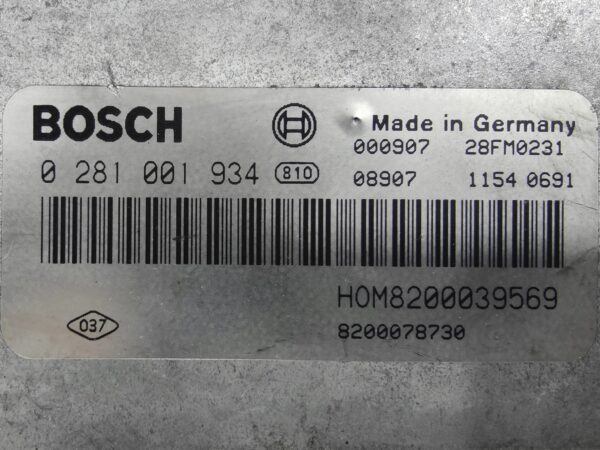 BOSCH
Made in Germany
000907 28FM0231
0 281 001 934 810
08907 1154 0691
HOM8200039569
037
8200078730